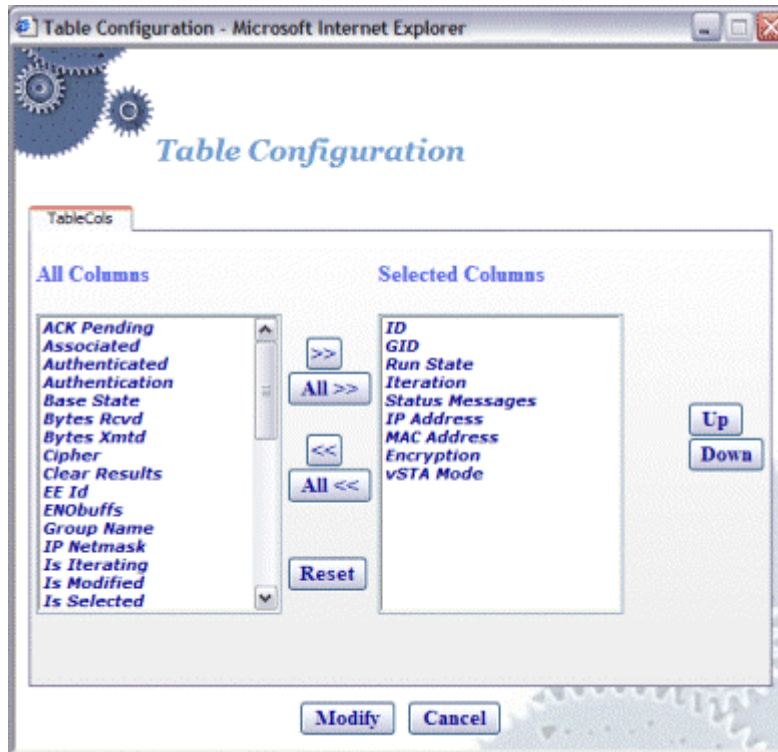 Table Configuration - Microsoft Internet Explorer
Table Configuration
TableCols
All Columns
Selected Columns
ACK Pending
Associated
Authenticated
Authentication
Base State
Bytes Rcvd
Bytes Xmtd
Cipher
Clear Results
EE Id
ENObuffs
Group Name
IP Netmask
Is Iterating
Is Modified
Is Selected
>>
All >>
<<
All <<
Reset
ID
GID
Run State
Iteration
Status Messages
IP Address
MAC Address
Encryption
vSTA Mode
Up
Down
Modify
Cancel